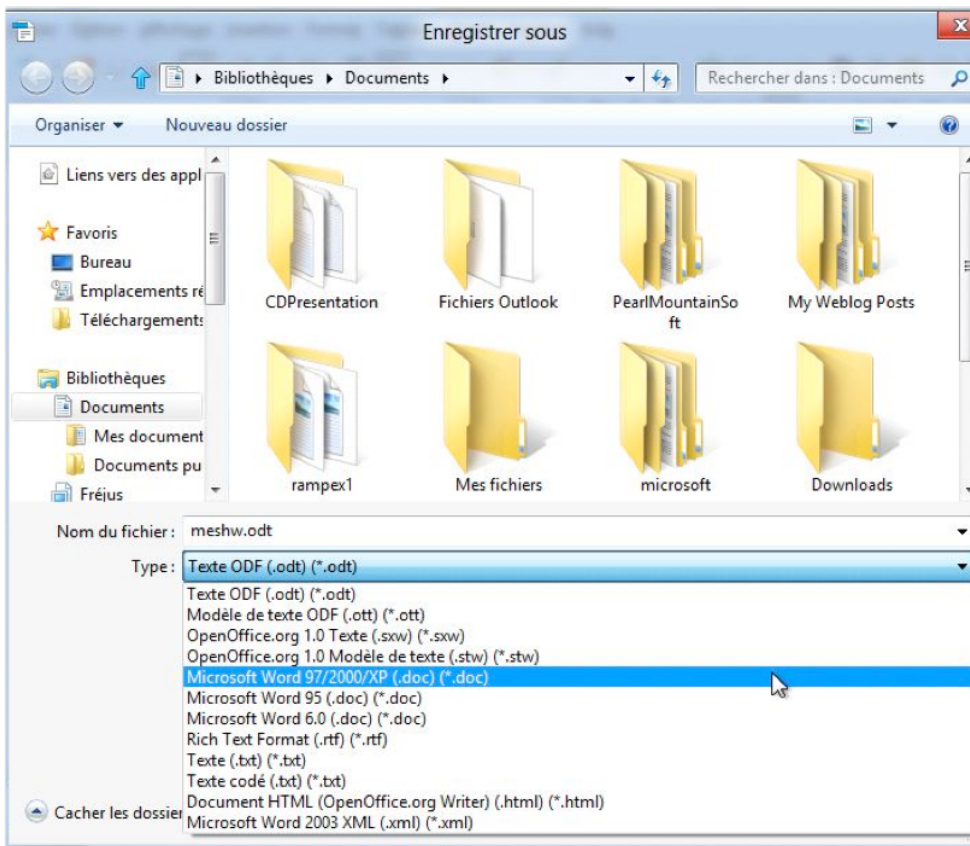 Enregistrer sous
Bibliothèques Documents
Rechercher dans : Documents
Organiser
Nouveau dossier
Liens vers des appl
Favoris
Bureau
Emplacements ré
Téléchargements
Bibliothèques
Documents
Mes document
Documents pu
Fréjus
CDPresentation
Fichiers Outlook
PearlMountainSo
ft
My Weblog Posts
rampex1
Mes fichiers
microsoft
Downloads
Nom du fichier : meshw.odt
Type : Texte ODF (.odt) (*.odt)
Texte ODF (.odt) (*.odt)
Modèle de texte ODF (.ott) (*.ott)
OpenOffice.org 1.0 Texte (.sxw) (*.sxw)
OpenOffice.org 1.0 Modèle de texte (.stw) (*.stw)
Microsoft Word 97/2000/XP (.doc) (*.doc)
Microsoft Word 95 (.doc) (*.doc)
Microsoft Word 6.0 (.doc) (*.doc)
Rich Text Format (.rtf) (*.rtf)
Texte (.txt) (*.txt)
Texte codé (.txt) (*.txt)
Document HTML (OpenOffice.org Writer) (.html) (*.html)
Microsoft Word 2003 XML (.xml) (*.xml)
Cacher les dossier